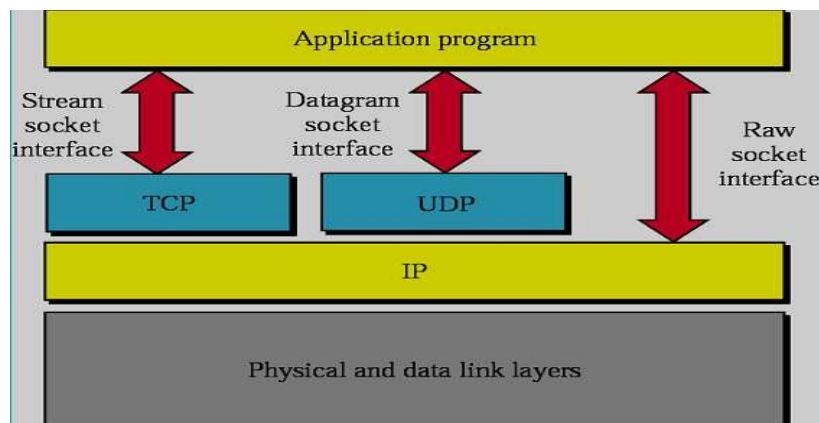 Application program
Stream
socket
interface
Datagram
socket
interface
Raw
socket
interface
TCP
UDP
IP
Physical and data link layers